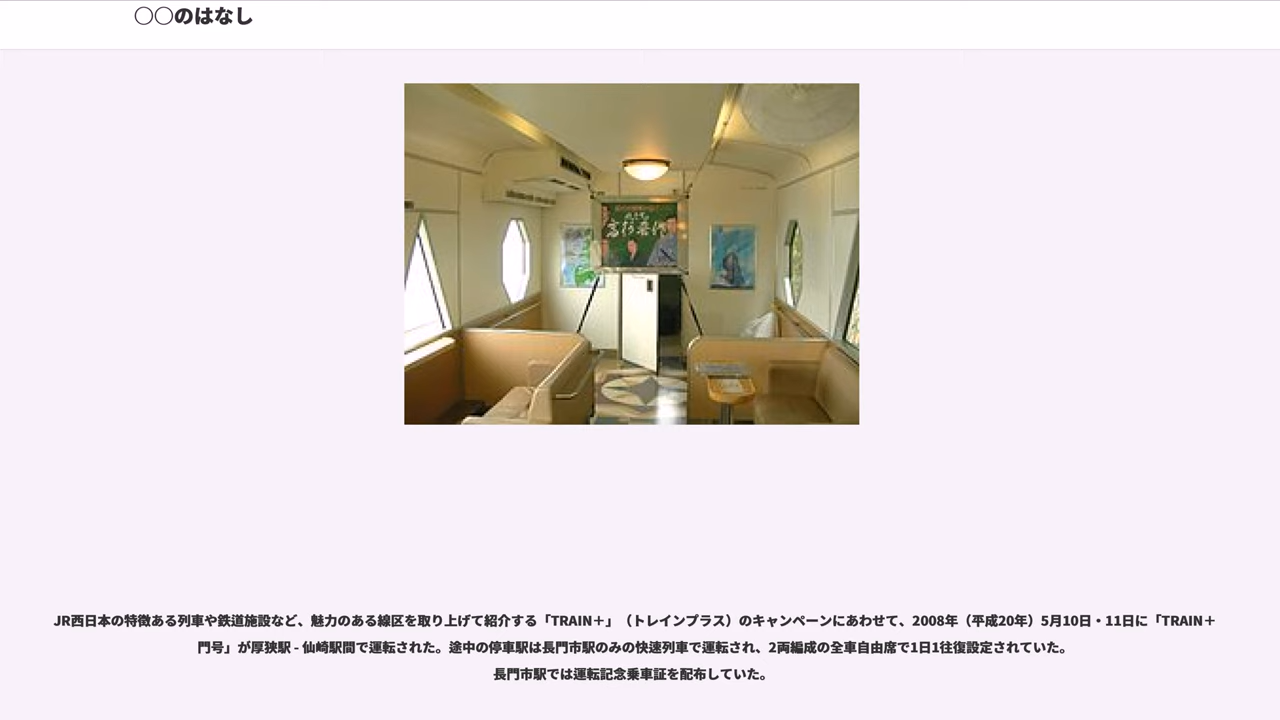 〇〇のはなし
高杉晋作
JR西日本の特徴ある列車や鉄道施設など、魅力のある線区を取り上げて紹介する「TRAIN＋」（トレインプラス）のキャンペーンにあわせて、2008年（平成20年）5月10日・11日に「TRAIN＋
門号」が厚狭駅 - 仙崎駅間で運転された。途中の停車駅は長門市駅のみの快速列車で運転され、2両編成の全車自由席で1日1往復設定されていた。
長門市駅では運転記念乗車証を配布していた。